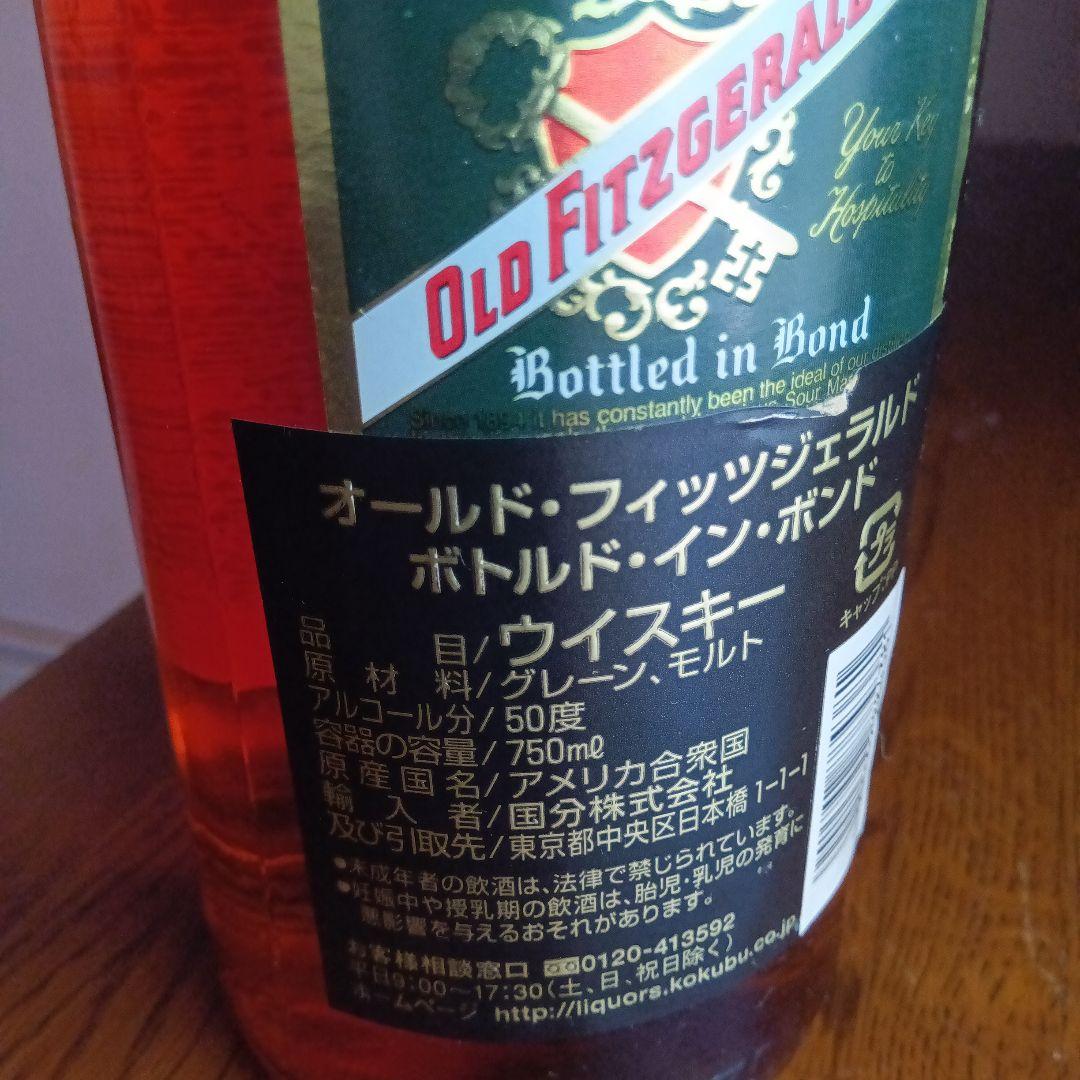 OLD FITZGERALD
Your Key
to
Hospitality
Bottled in Bond
it has constantly been the ideal of our
Sour Mas
オールド・フィッツジェラルド
ボトルド・イン・ボンド
プラ
キャップ
品目/ウイスキー
原材料/グレーン、モルト
アルコール分/50度
容器の容量/750mℓ
原産国名/アメリカ合衆国
輸入者/国分株式会社
及び引取先/東京都中央区日本橋1-1-1
●未成年者の飲酒は、法律で禁じられています。
●妊娠中や授乳期の飲酒は、胎児・乳児の発育に
悪影響を与えるおそれがあります。
お客様相談窓口 0120-413592
平日9:00～17:30(土、日、祝日除く)
ホームページ http://liquors.kokubu.co.jp